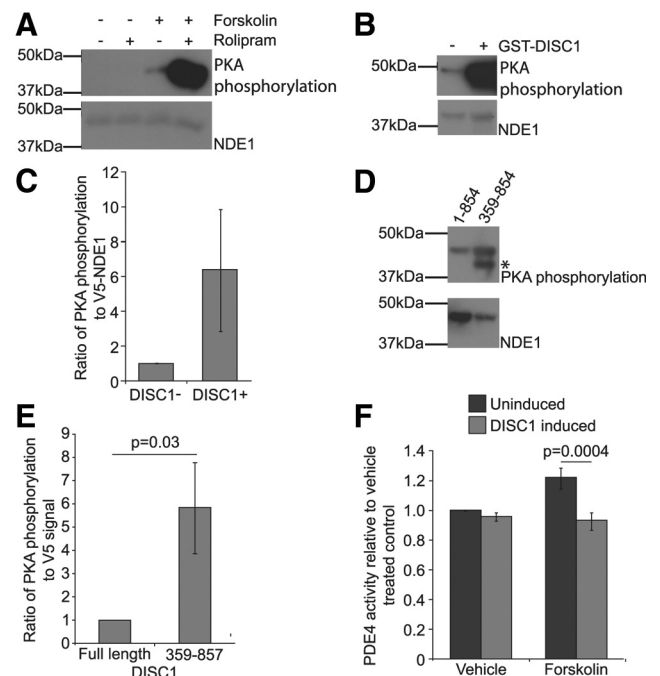 A
- - + + Forskolin
- + - + Rolipram
50kDa
PKA
phosphorylation
37kDa
50kDa
37kDa
NDE1
B
- + GST-DISC1
50kDa
PKA
phosphorylation
37kDa
NDE1
C
Ratio of PKA phosphorylation
to V5-NDE1
12
10
8
6
4
2
0
DISC1- DISC1+
D
1-854 359-854
50kDa
*
37kDa
PKA phosphorylation
50kDa
37kDa
NDE1
E
Ratio of PKA phosphorylation
to V5 signal
9
8
7
6
5
4
3
2
1
0
p=0.03
Full length 359-857
DISC1
F
Uninduced
DISC1 induced
PDE4 activity relative to vehicle
treated control
1.4
1.2
1.0
0.8
0.6
0.4
0.2
0
p=0.0004
Vehicle Forskolin